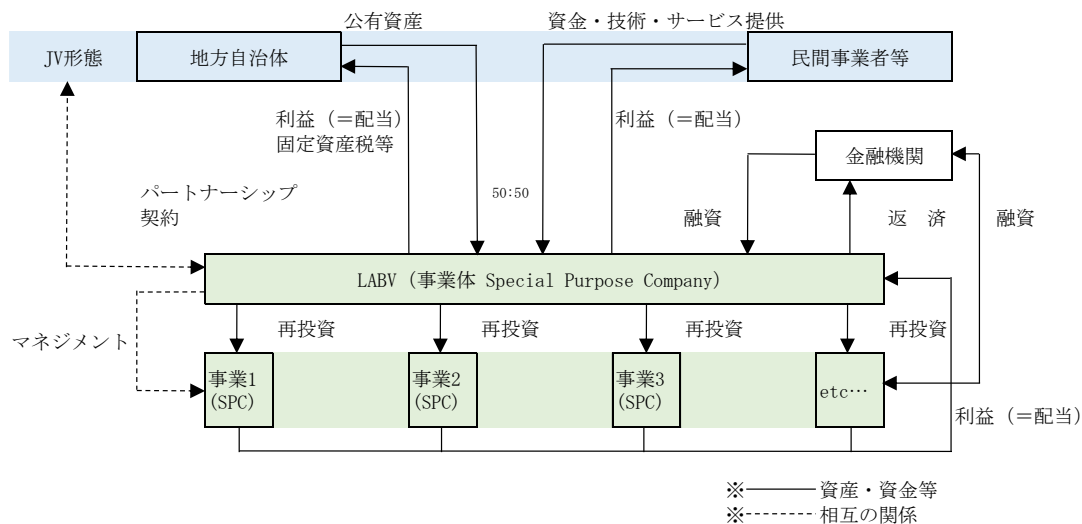 公有資産
資金・技術・サービス提供
JV形態
地方自治体
民間事業者等
利益（＝配当）
固定資産税等
利益（＝配当）
金融機関
パートナーシップ
契約
50:50
融資
返　済
融資
LABV（事業体 Special Purpose Company）
マネジメント
再投資
再投資
再投資
再投資
事業1
(SPC)
事業2
(SPC)
事業3
(SPC)
etc…
利益（＝配当）
※―――― 資産・資金等
※-------- 相互の関係